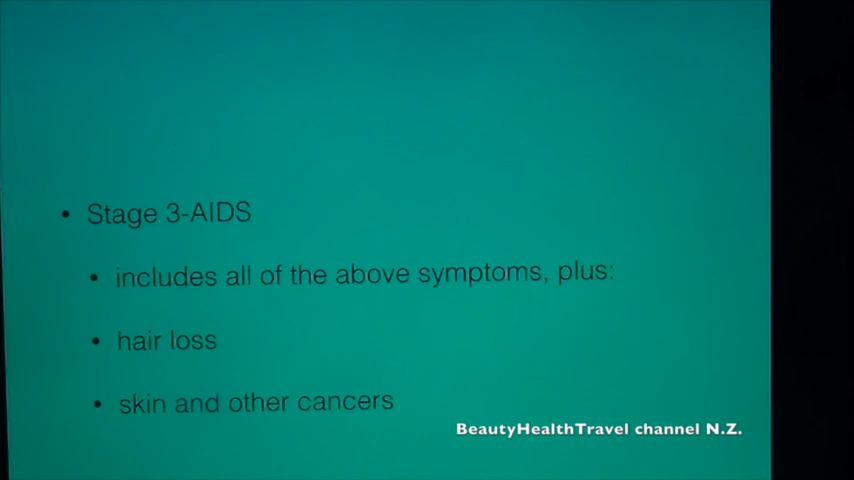 • Stage 3-AIDS
• includes all of the above symptoms, plus:
• hair loss
• skin and other cancers
BeautyHealthTravel channel N.Z.